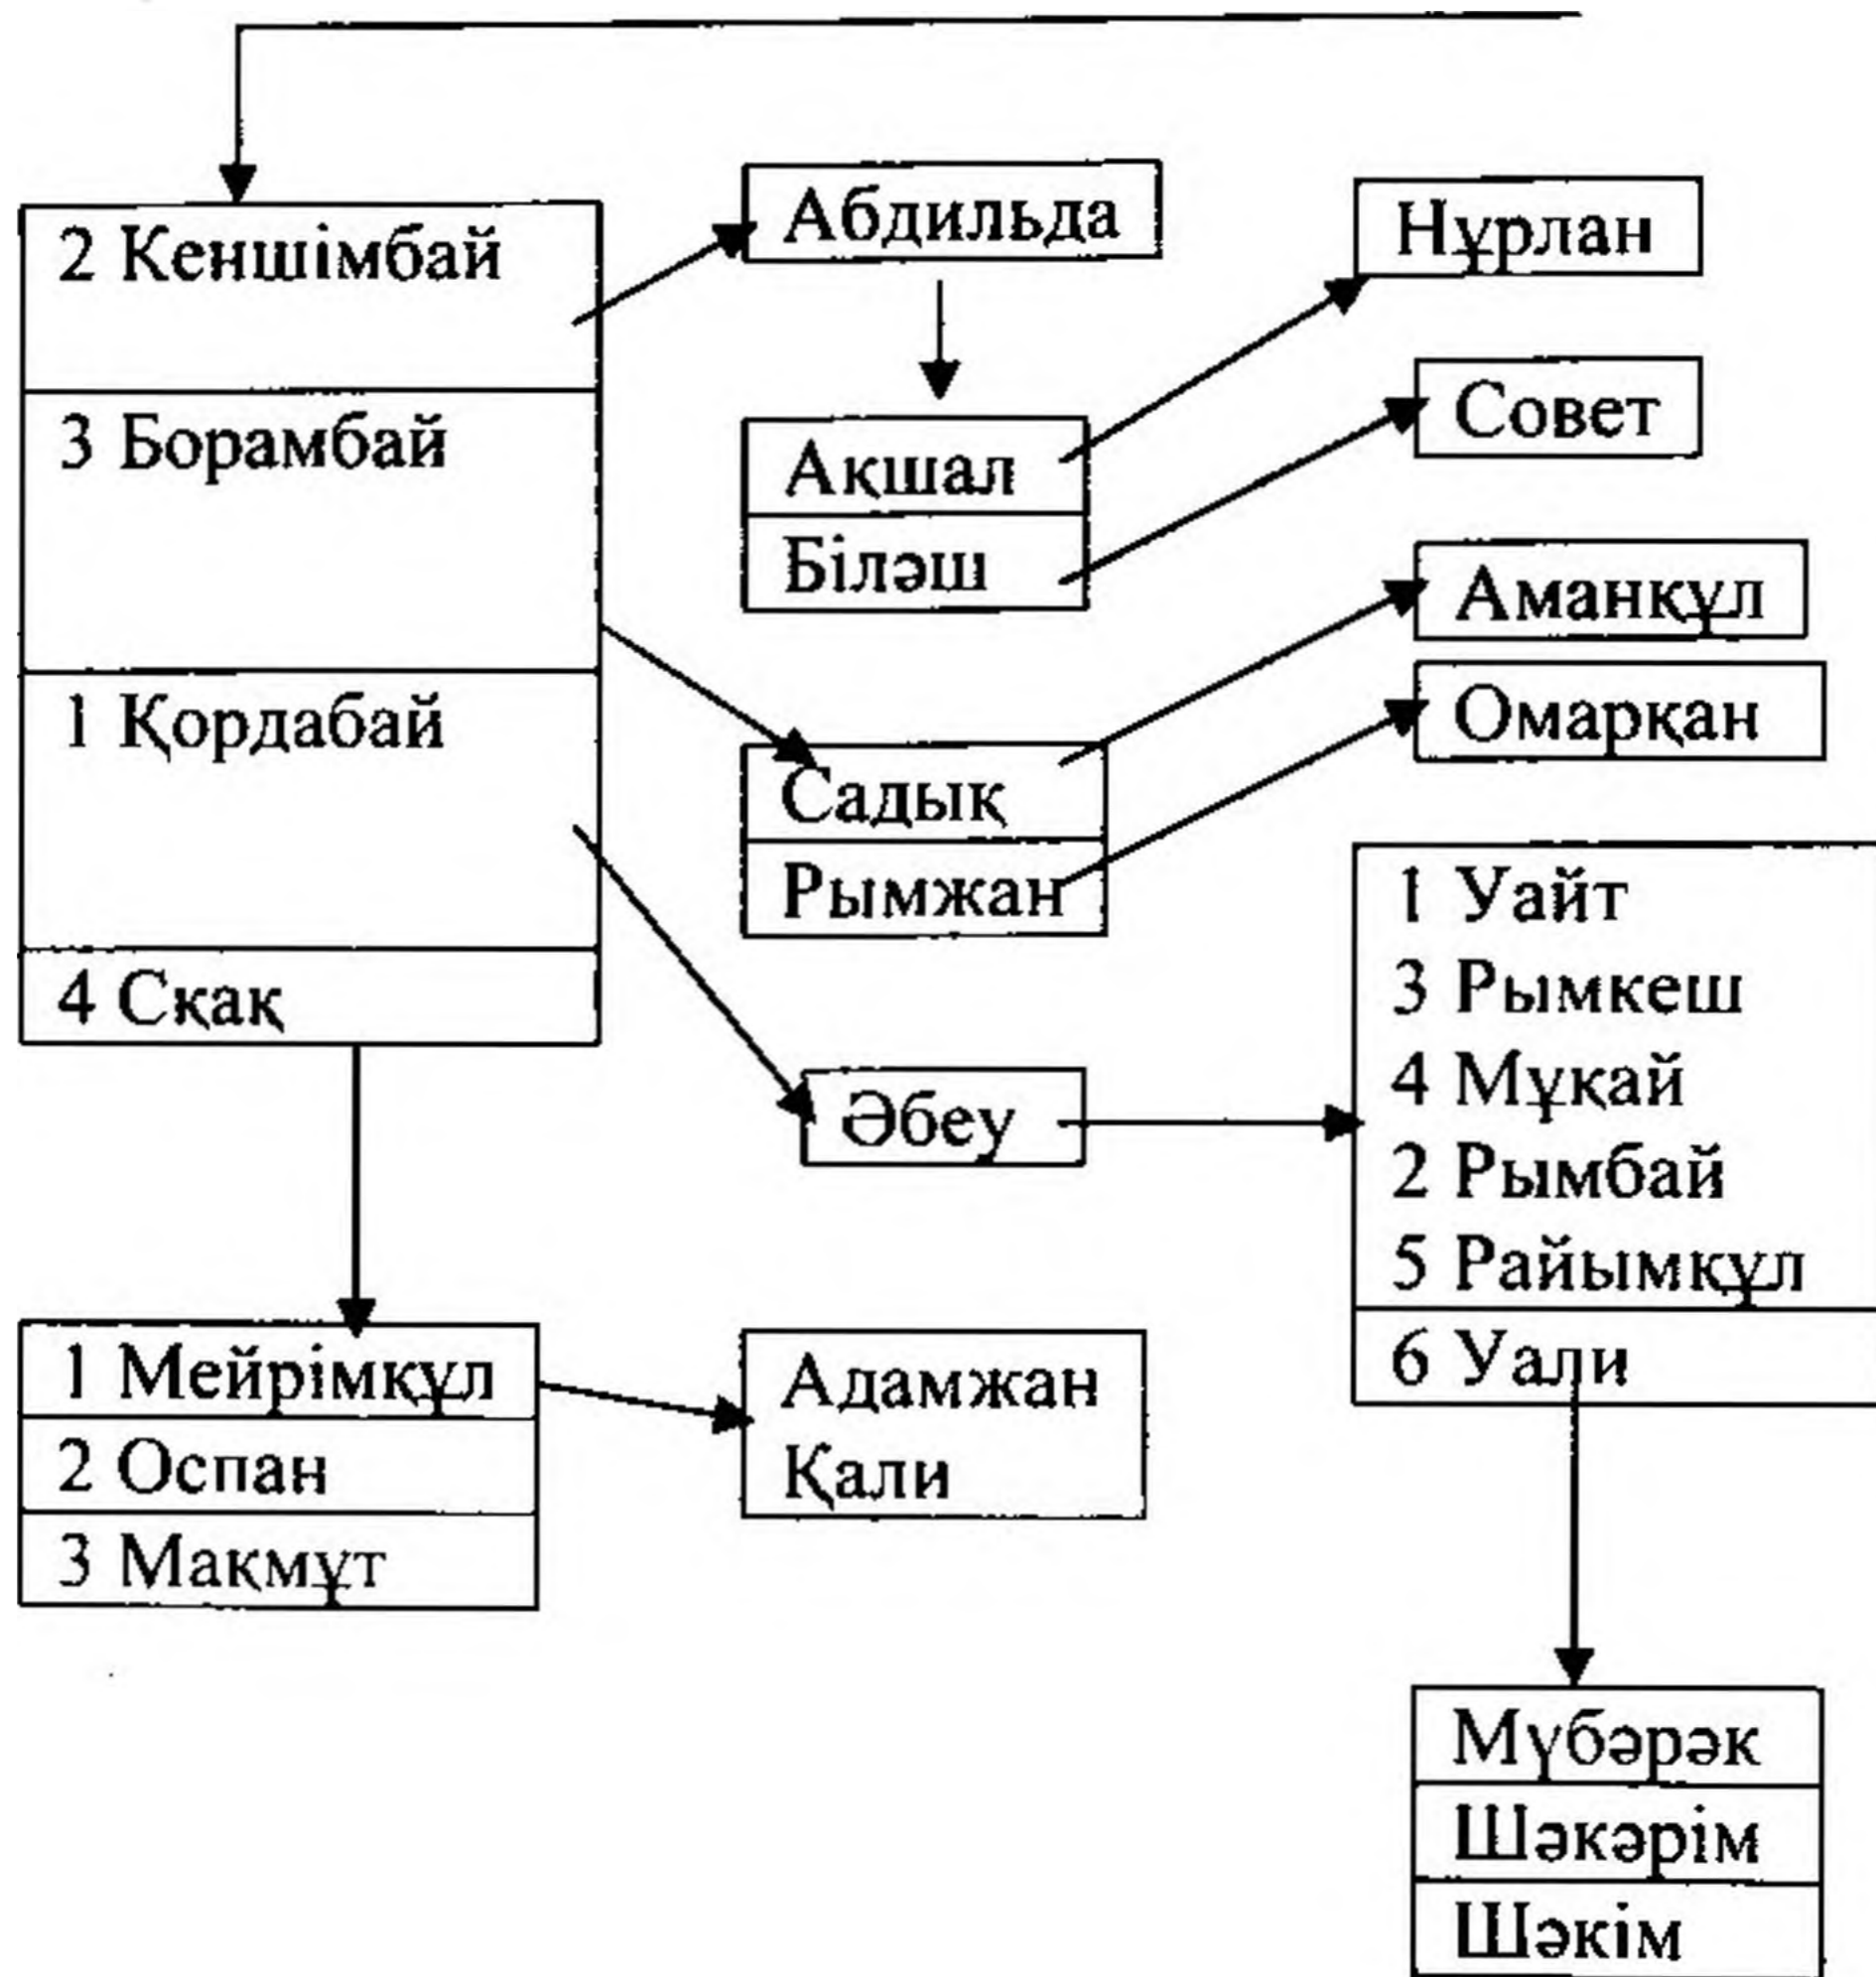 2 Кеншімбай
3 Борамбай
1 Қордабай
4 Сқақ
Абдильда
Ақшал
Біләш
Нұрлан
Совет
Садық
Рымжан
Аманқұл
Омарқан
Әбеу
1 Уайт
3 Рымкеш
4 Мұқай
2 Рымбай
5 Райымқұл
6 Уали
1 Мейрімқұл
2 Оспан
3 Мақмұт
Адамжан
Қали
Мүбәрәк
Шәкәрім
Шәкім